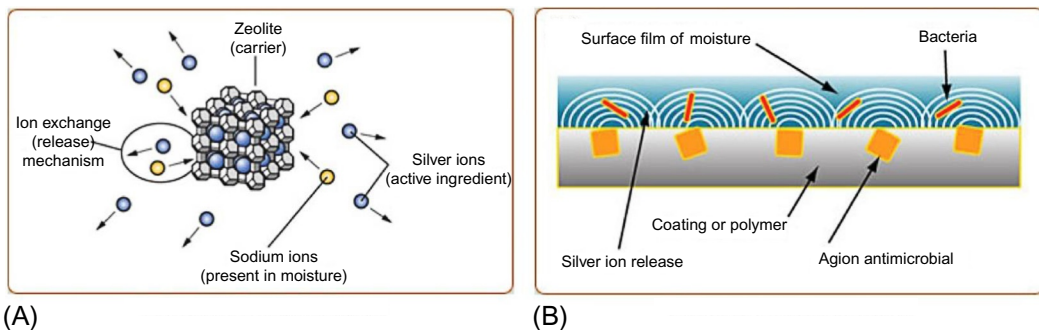 Zeolite
(carrier)
Ion exchange
(release)
mechanism
Silver ions
(active ingredient)
Sodium ions
(present in moisture)
(A)
Surface film of moisture
Bacteria
Coating or polymer
Silver ion release
Agion antimicrobial
(B)